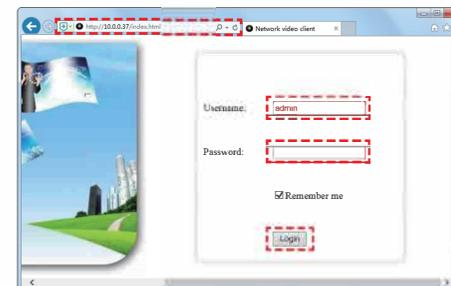 http://10.0.0.37/index.html
Network video client
Username:
admin
Password:
Remember me
Login